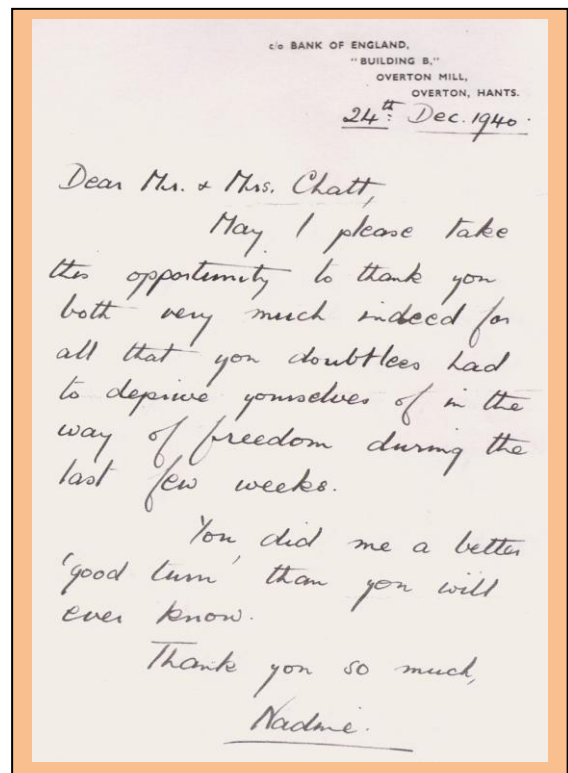 c/o BANK OF ENGLAND,
"BUILDING B,"
OVERTON MILL,
OVERTON, HANTS.
24th Dec. 1940.
Dear Mr. & Mrs. Chatt,
May I please take
this opportunity to thank you
both very much indeed for
all that you doubtlees had
to deprive yourselves of in the
way of freedom during the
last few weeks.
You did me a better
'good turn' than you will
ever know.
Thank you so much,
Nadine.